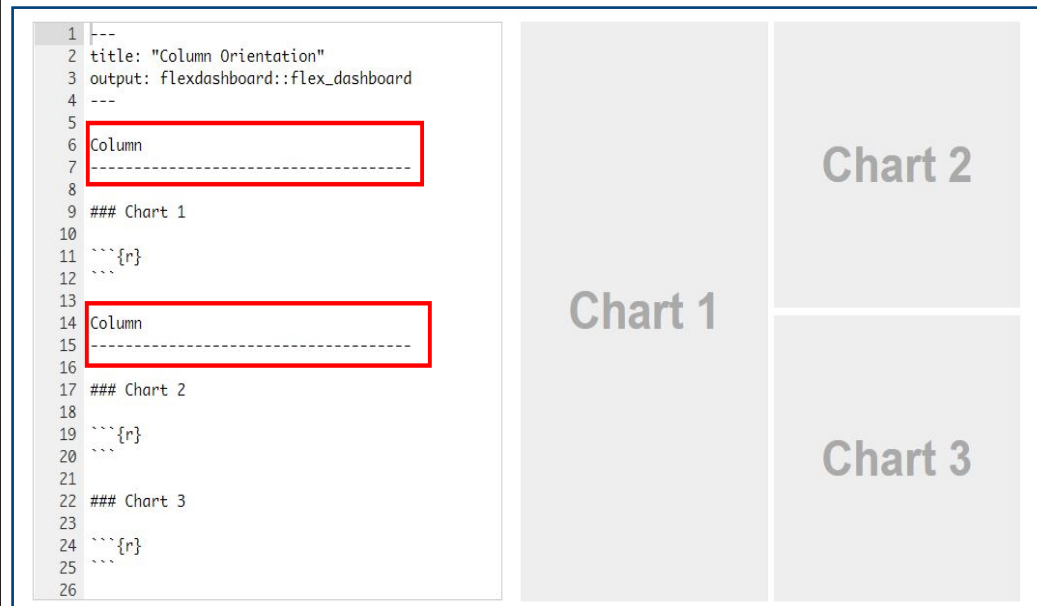 1 ---
2 title: "Column Orientation"
3 output: flexdashboard::flex_dashboard
4 ---
5
6 Column
7 -------------------------------------
8
9 ### Chart 1
10
11 ```{r}
12 ```
13
14 Column
15 -------------------------------------
16
17 ### Chart 2
18
19 ```{r}
20 ```
21
22 ### Chart 3
23
24 ```{r}
25 ```
26
Chart 1
Chart 2
Chart 3